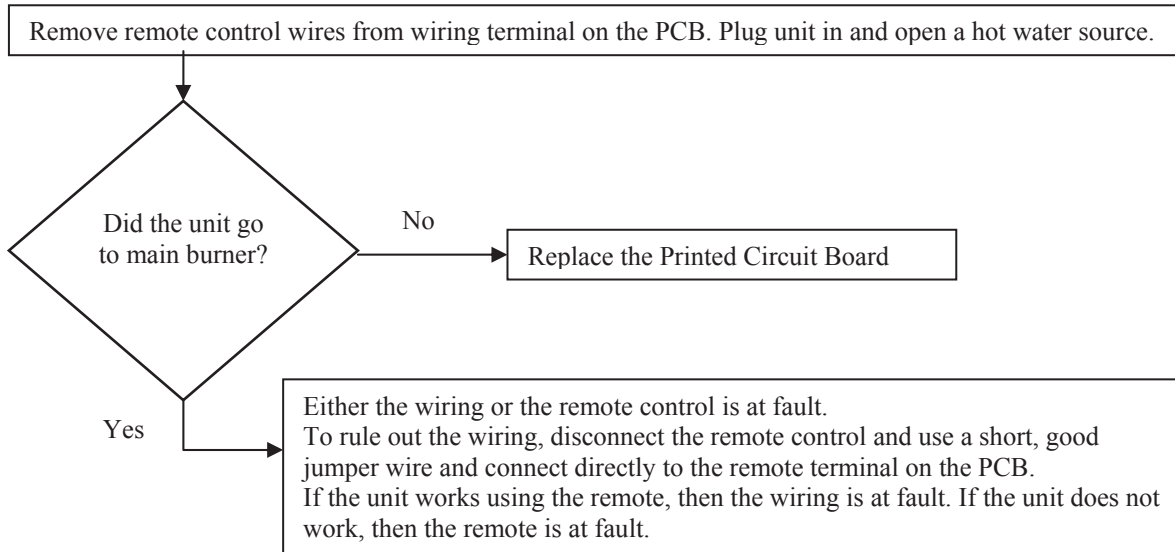 Remove remote control wires from wiring terminal on the PCB. Plug unit in and open a hot water source.
Did the unit go
to main burner?
No
Replace the Printed Circuit Board
Yes
Either the wiring or the remote control is at fault.
To rule out the wiring, disconnect the remote control and use a short, good
jumper wire and connect directly to the remote terminal on the PCB.
If the unit works using the remote, then the wiring is at fault. If the unit does not
work, then the remote is at fault.